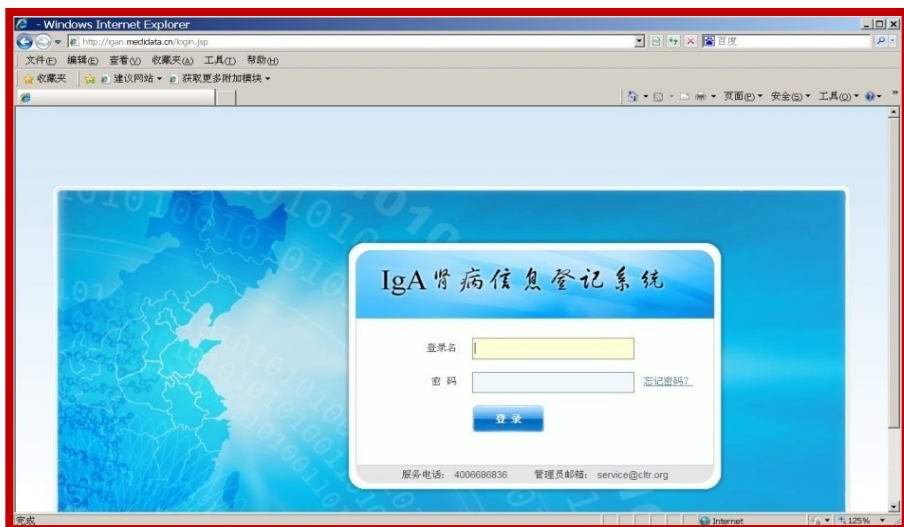 - Windows Internet Explorer
http://igan.medidata.cn/login.jsp
百度
文件(F) 编辑(E) 查看(V) 收藏夹(A) 工具(T) 帮助(H)
收藏夹 建议网站 获取更多附加模块
页面(P) 安全(S) 工具(O) »
IgA肾病信息登记系统
登录名
密 码 忘记密码?
登 录
服务电话: 4006686836 管理员邮箱: service@cltr.org
完成 Internet 125%